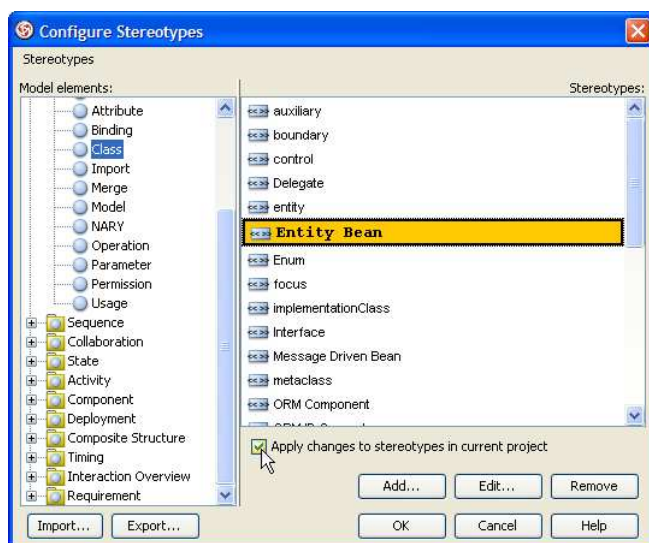 Configure Stereotypes
Stereotypes
Model elements:
Attribute
Binding
Class
Import
Merge
Model
NARY
Operation
Parameter
Permission
Usage
Sequence
Collaboration
State
Activity
Component
Deployment
Composite Structure
Timing
Interaction Overview
Requirement
Import...
Export...
Stereotypes:
auxiliary
boundary
control
Delegate
entity
Entity Bean
Enum
focus
implementationClass
Interface
Message Driven Bean
metaclass
ORM Component
Apply changes to stereotypes in current project
Add...
Edit...
Remove
OK
Cancel
Help